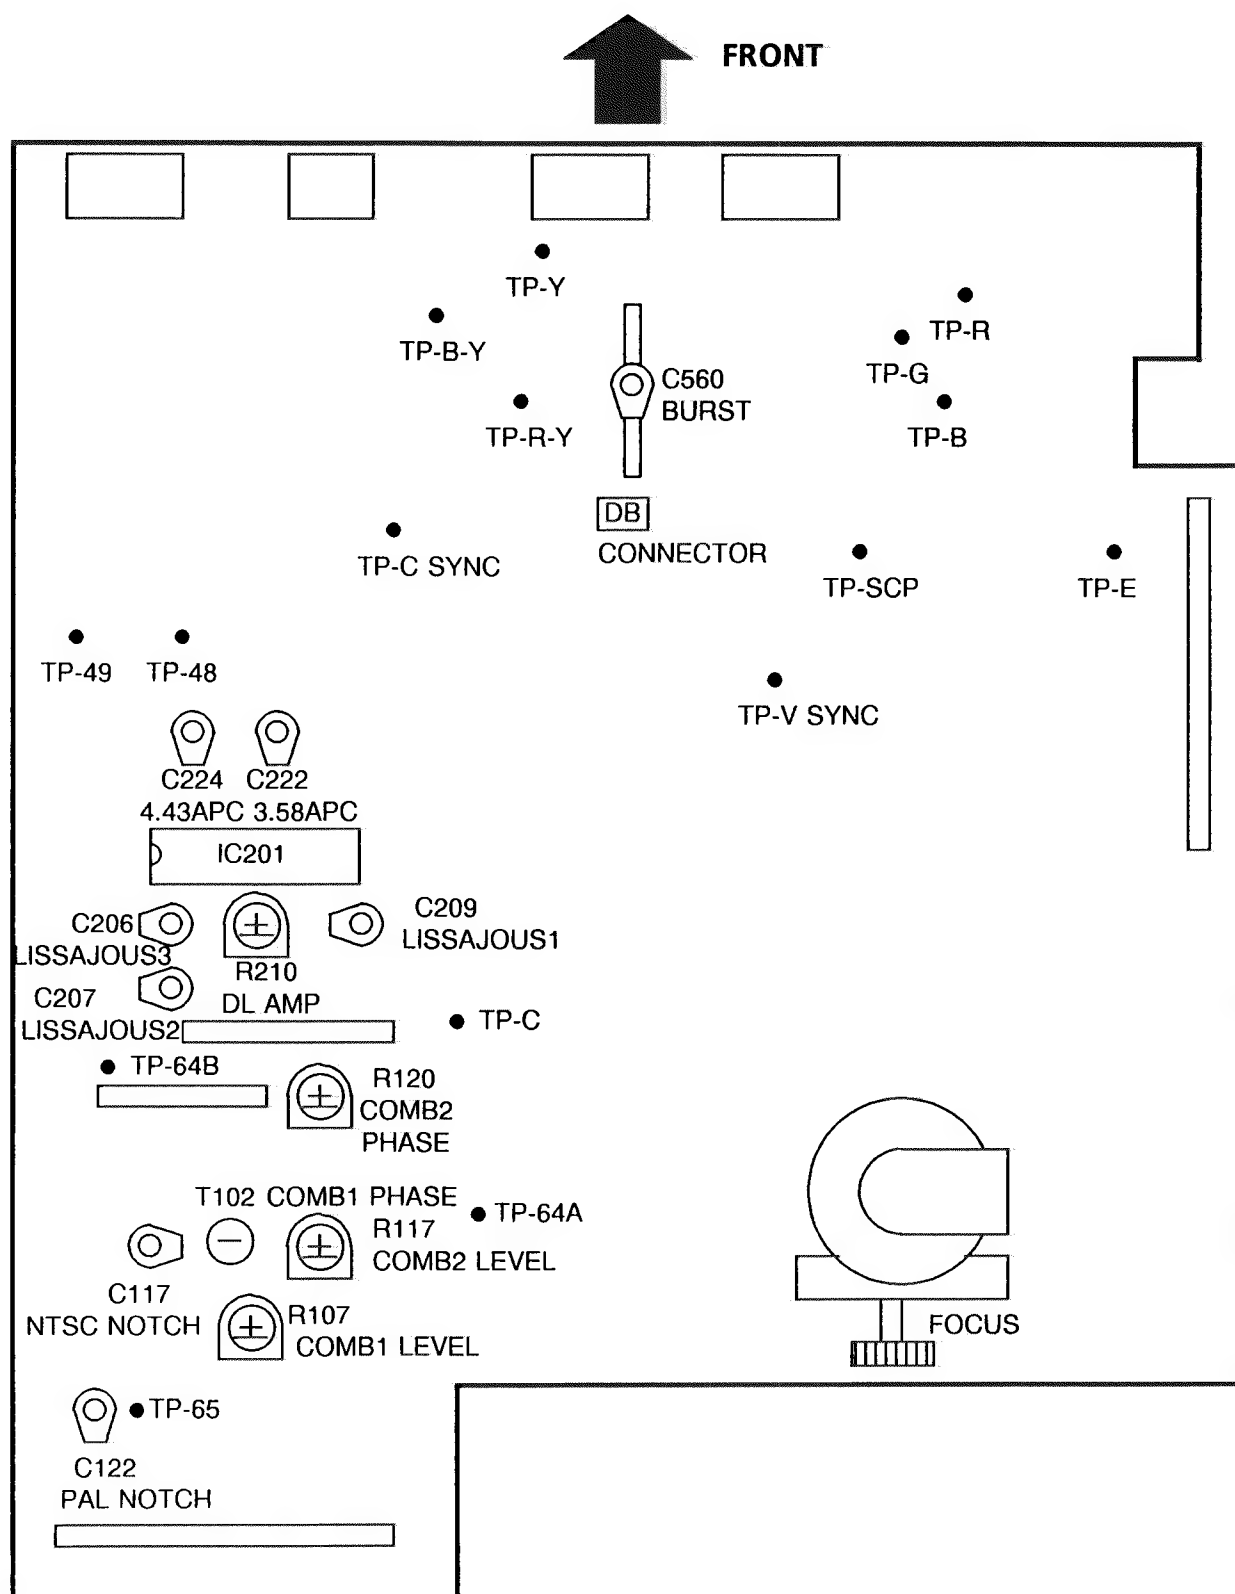 FRONT
TP-Y
TP-R
TP-B-Y
TP-G
C560
BURST
TP-R-Y
TP-B
DB
CONNECTOR
TP-C SYNC
TP-SCP
TP-E
TP-49
TP-48
TP-V SYNC
C224
C222
4.43APC 3.58APC
IC201
C206
LISSAJOUS3
C209
LISSAJOUS1
R210
DL AMP
C207
LISSAJOUS2
TP-C
TP-64B
R120
COMB2
PHASE
T102 COMB1 PHASE
TP-64A
R117
COMB2 LEVEL
C117
NTSC NOTCH
R107
COMB1 LEVEL
FOCUS
TP-65
C122
PAL NOTCH